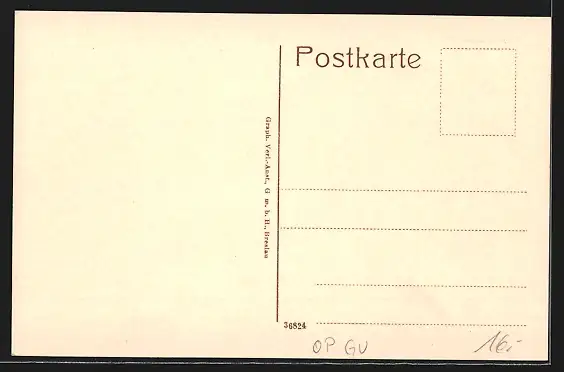 Postkarte
Graph. Verl.-Anst., G. m. b. H., Breslau
36824
OP GU
16,-